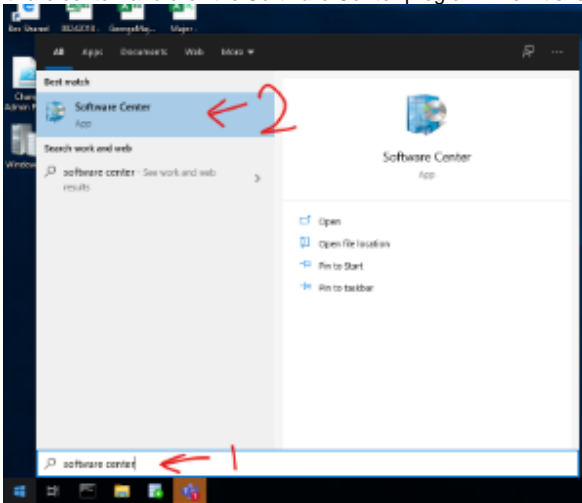 All Apps Documents Web More
Best match
Software Center
App
2
Search work and web
software center - See work and web
results
Software Center
App
Open
Open file location
Pin to Start
Pin to taskbar
software center
1